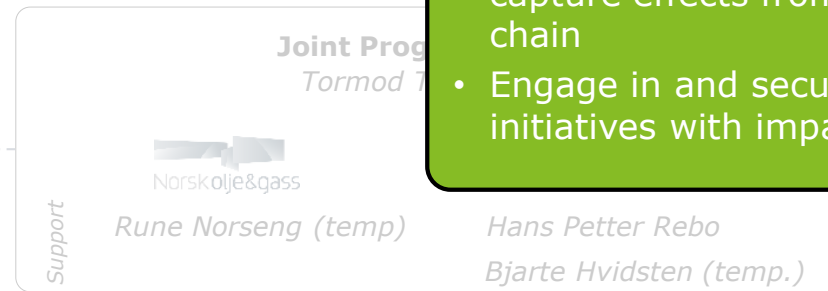 capture effects from
chain
• Engage in and secu
initiatives with impa
Joint Prog
Tormod T
Norskolje&gass
Support
Rune Norseng (temp)
Hans Petter Rebo
Bjarte Hvidsten (temp.)